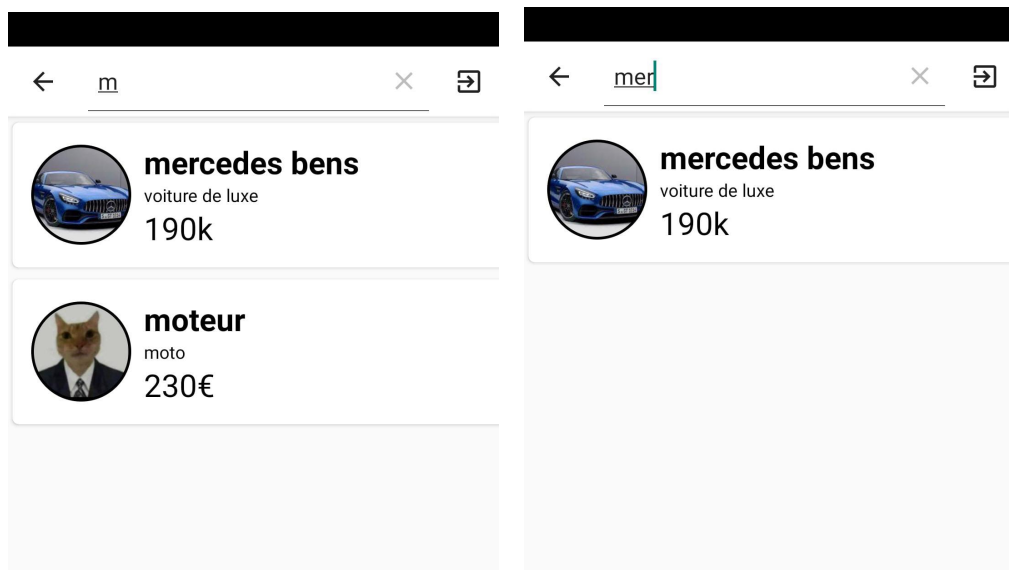 m
mercedes bens
voiture de luxe
190k
moteur
moto
230€
mer
mercedes bens
voiture de luxe
190k